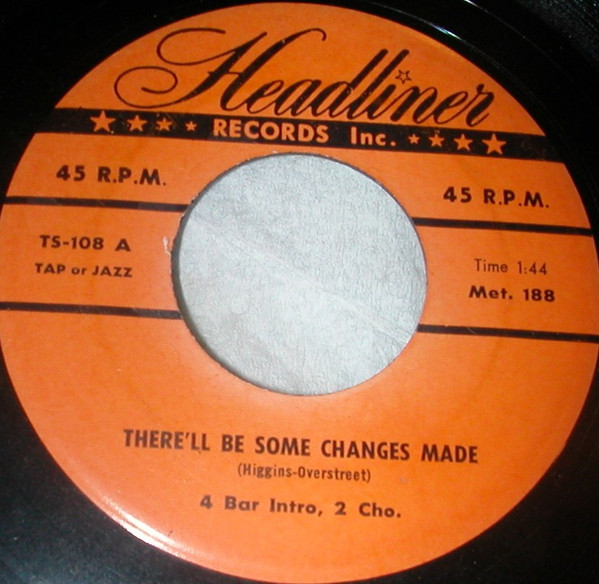 Headliner
RECORDS Inc.
45 R.P.M.
45 R.P.M.
TS-108 A
TAP or JAZZ
Time 1:44
Met. 188
THERE'LL BE SOME CHANGES MADE
(Higgins-Overstreet)
4 Bar Intro, 2 Cho.